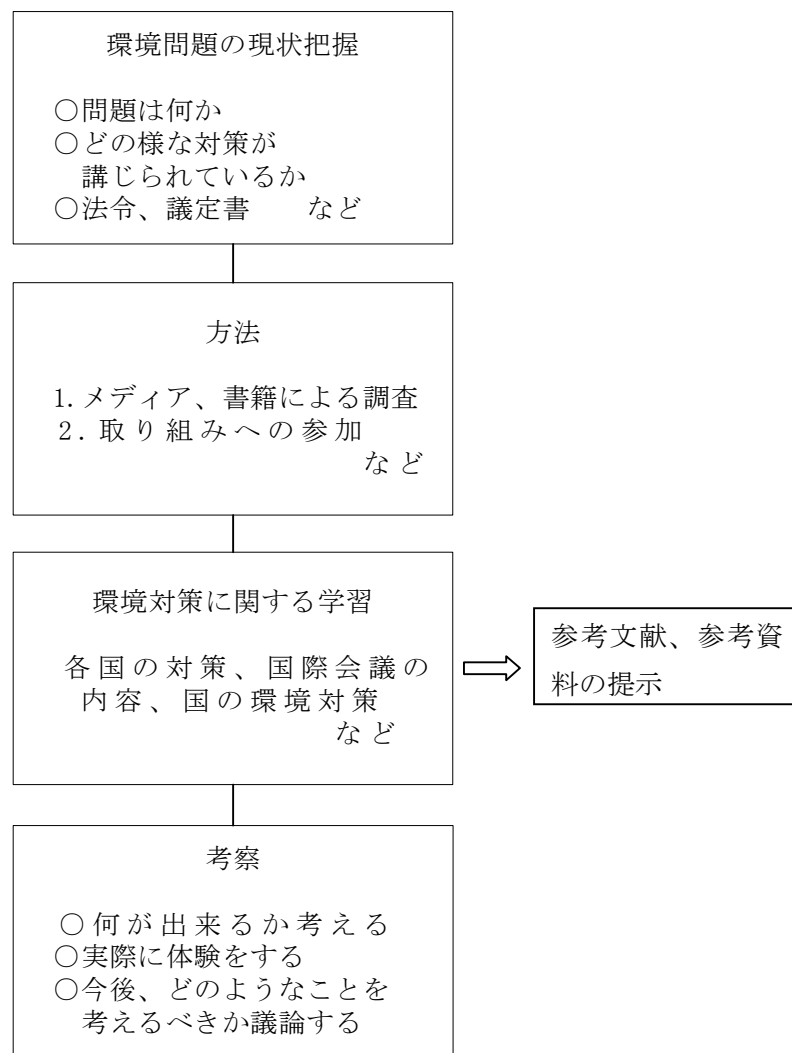 環境問題の現状把握
○問題は何か
○どの様な対策が
講じられているか
○法令、議定書　　など
方法
1. メディア、書籍による調査
2. 取り組みへの参加
など
環境対策に関する学習
各国の対策、国際会議の
内容、国の環境対策
など
参考文献、参考資
料の提示
考察
○何が出来るか考える
○実際に体験をする
○今後、どのようなことを
考えるべきか議論する